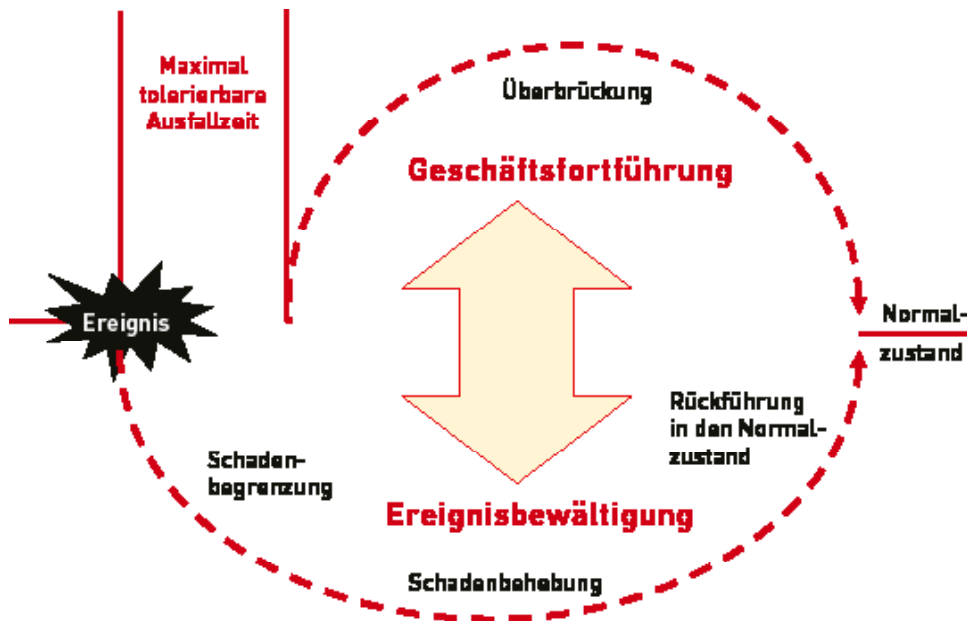 Maximal
tolerierbare
Ausfallzeit
Überbrückung
Geschäftsfortführung
Ereignis
Normal-
zustand
Rückführung
in den Normal-
zustand
Schaden-
begrenzung
Ereignisbewältigung
Schadenbehebung